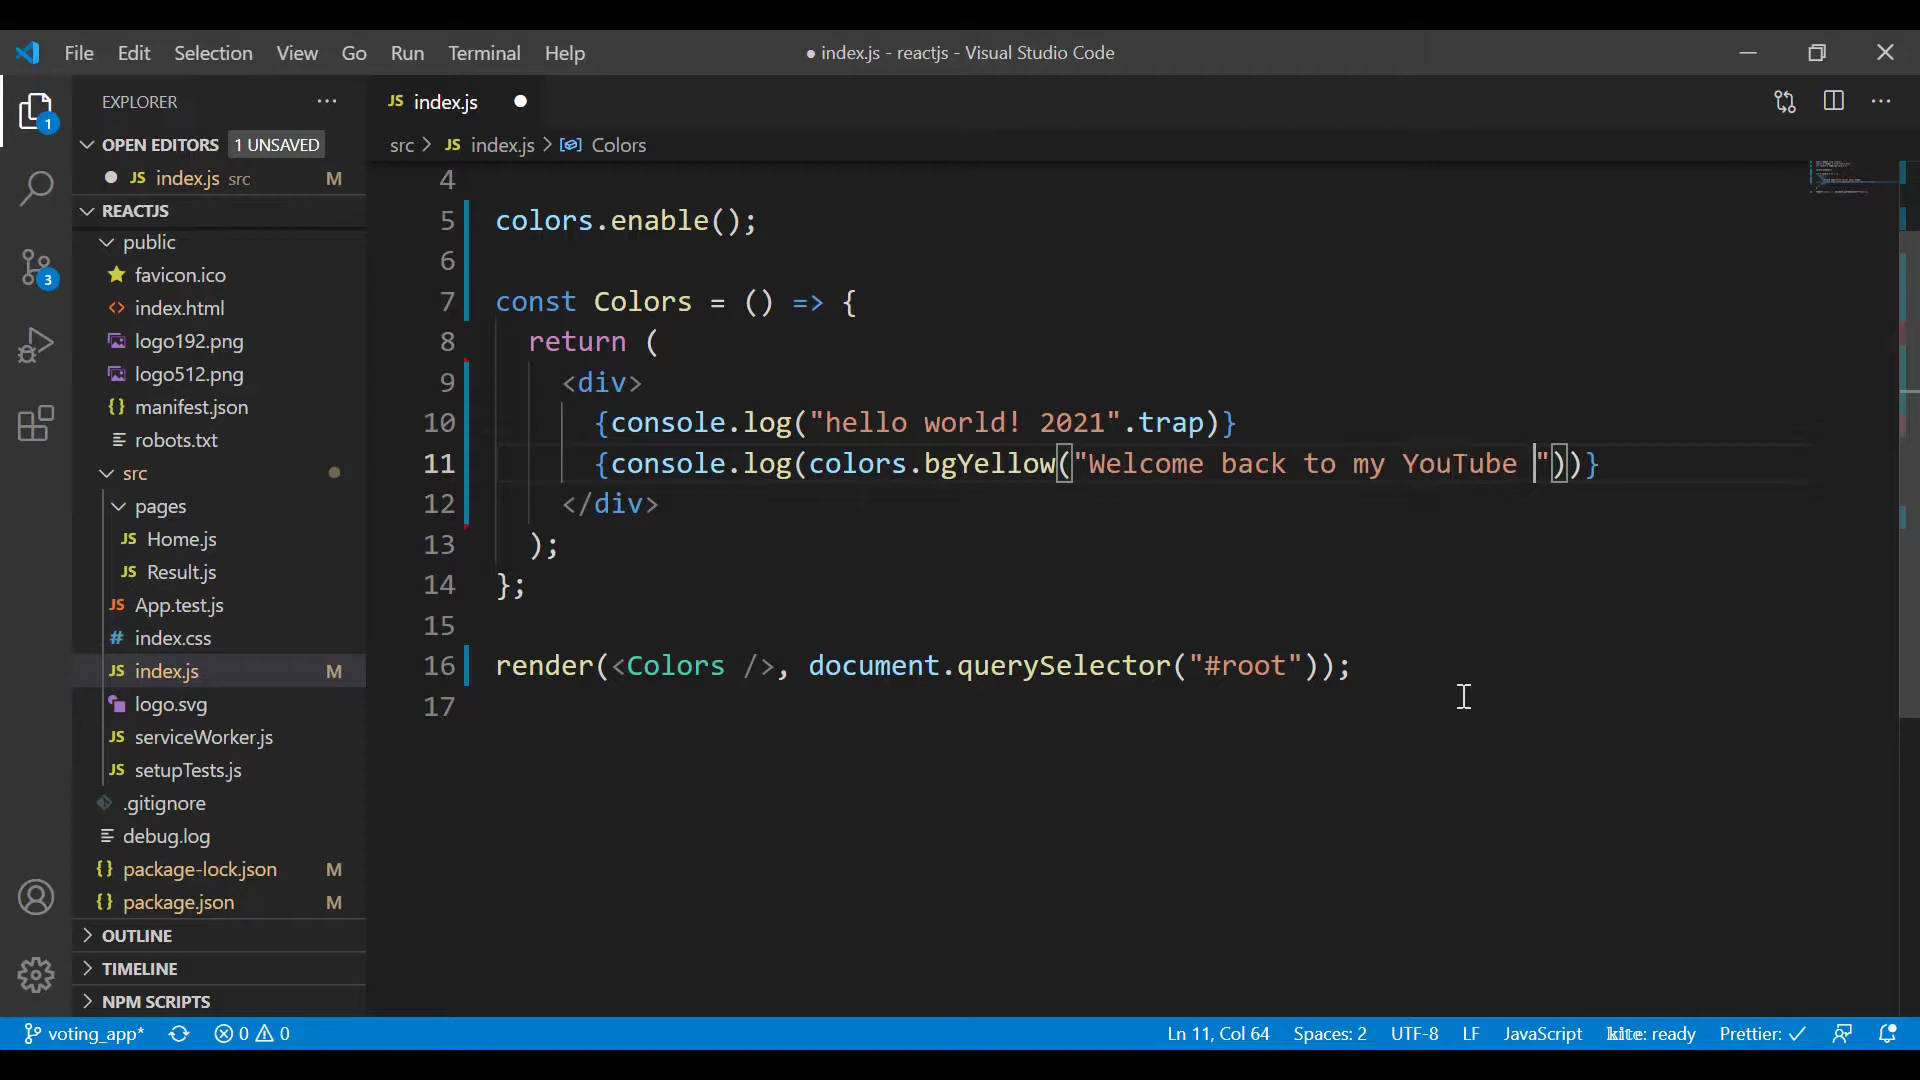 File Edit Selection View Go Run Terminal Help
● index.js - reactjs - Visual Studio Code
EXPLORER
OPEN EDITORS 1 UNSAVED
JS index.js src M
REACTJS
public
favicon.ico
<> index.html
logo192.png
logo512.png
{} manifest.json
robots.txt
src
pages
JS Home.js
JS Result.js
JS App.test.js
# index.css
JS index.js M
logo.svg
JS serviceWorker.js
JS setupTests.js
.gitignore
debug.log
{} package-lock.json M
{} package.json M
OUTLINE
TIMELINE
NPM SCRIPTS
1
3
JS index.js
src > JS index.js > Colors
4
5 colors.enable();
6
7 const Colors = () => {
8 return (
9 <div>
10 {console.log("hello world! 2021".trap)}
11 {console.log(colors.bgYellow("Welcome back to my YouTube "))}
12 </div>
13 );
14 };
15
16 render(<Colors />, document.querySelector("#root"));
17
voting_app* 0 0 Ln 11, Col 64 Spaces: 2 UTF-8 LF JavaScript kite: ready Prettier: ✓